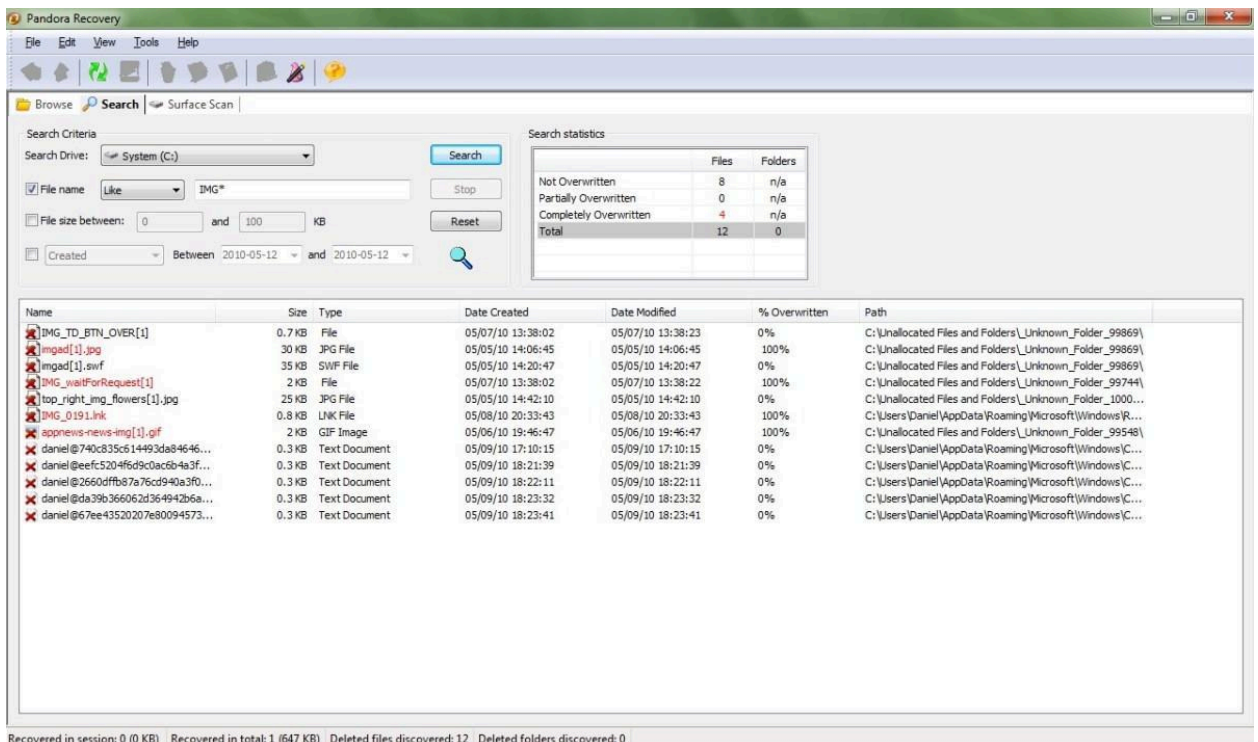 Pandora Recovery
File Edit View Tools Help
Browse Search Surface Scan
Search Criteria
Search Drive: System (C:) Search
File name Like IMG* Stop
File size between: 0 and 100 KB Reset
Created Between 2010-05-12 and 2010-05-12
Search statistics
Files Folders
Not Overwritten 8 n/a
Partially Overwritten 0 n/a
Completely Overwritten 4 n/a
Total 12 0
Name Size Type Date Created Date Modified % Overwritten Path
IMG_TD_BTN_OVER[1] 0.7 KB File 05/07/10 13:38:02 05/07/10 13:38:23 0% C:\Unallocated Files and Folders\_Unknown_Folder_99869\
imgad[1].jpg 30 KB JPG File 05/05/10 14:06:45 05/05/10 14:06:45 100% C:\Unallocated Files and Folders\_Unknown_Folder_99869\
imgad[1].swf 35 KB SWF File 05/05/10 14:20:47 05/05/10 14:20:47 0% C:\Unallocated Files and Folders\_Unknown_Folder_99869\
IMG_waitForRequest[1] 2 KB File 05/07/10 13:38:02 05/07/10 13:38:22 100% C:\Unallocated Files and Folders\_Unknown_Folder_99744\
top_right_img_flowers[1].jpg 25 KB JPG File 05/05/10 14:42:10 05/05/10 14:42:10 0% C:\Unallocated Files and Folders\_Unknown_Folder_1000...
IMG_0191.lnk 0.8 KB LNK File 05/08/10 20:33:43 05/08/10 20:33:43 100% C:\Users\Daniel\AppData\Roaming\Microsoft\Windows\R...
appnews-news-img[1].gif 2 KB GIF Image 05/06/10 19:46:47 05/06/10 19:46:47 100% C:\Unallocated Files and Folders\_Unknown_Folder_99548\
daniel@740c835c614493da84646... 0.3 KB Text Document 05/09/10 17:10:15 05/09/10 17:10:15 0% C:\Users\Daniel\AppData\Roaming\Microsoft\Windows\C...
daniel@eefc5204f6d9c0ac6b4a3f... 0.3 KB Text Document 05/09/10 18:21:39 05/09/10 18:21:39 0% C:\Users\Daniel\AppData\Roaming\Microsoft\Windows\C...
daniel@2660dffb87a76cd940a3f0... 0.3 KB Text Document 05/09/10 18:22:11 05/09/10 18:22:11 0% C:\Users\Daniel\AppData\Roaming\Microsoft\Windows\C...
daniel@da39b366062d364942b6a... 0.3 KB Text Document 05/09/10 18:23:32 05/09/10 18:23:32 0% C:\Users\Daniel\AppData\Roaming\Microsoft\Windows\C...
daniel@67ee43520207e80094573... 0.3 KB Text Document 05/09/10 18:23:41 05/09/10 18:23:41 0% C:\Users\Daniel\AppData\Roaming\Microsoft\Windows\C...
Recovered in session: 0 (0 KB) Recovered in total: 1 (647 KB) Deleted files discovered: 12 Deleted folders discovered: 0